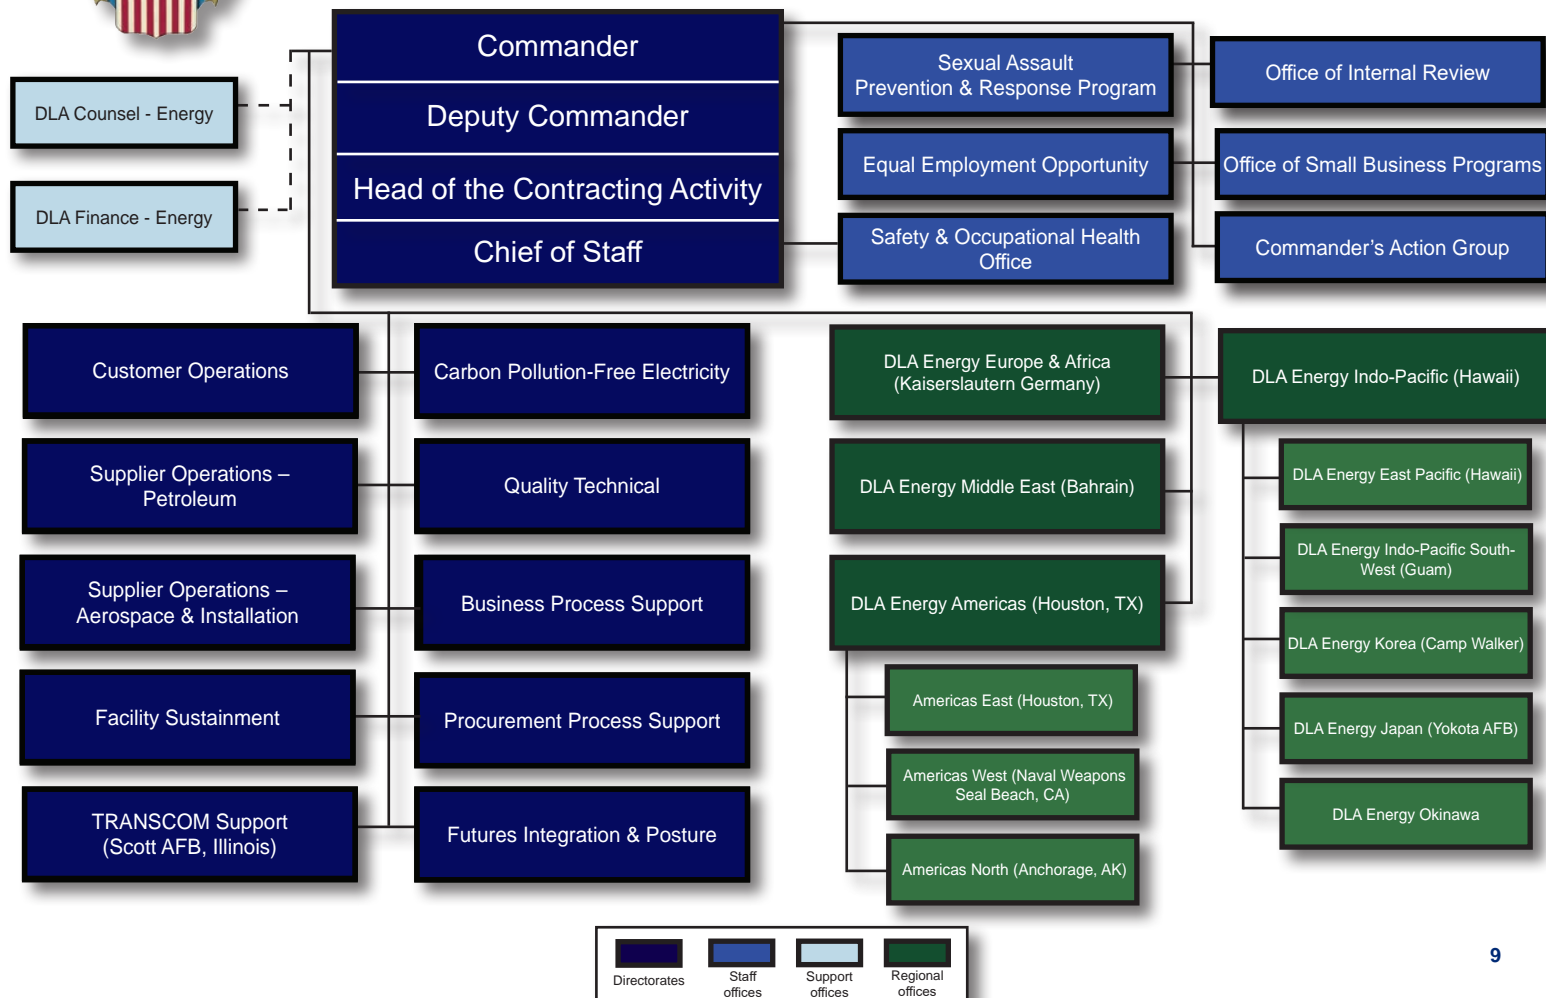 Commander
Deputy Commander
Head of the Contracting Activity
Chief of Staff
DLA Counsel - Energy
DLA Finance - Energy
Sexual Assault
Prevention & Response Program
Office of Internal Review
Equal Employment Opportunity
Office of Small Business Programs
Safety & Occupational Health
Office
Commander’s Action Group
Customer Operations
Carbon Pollution-Free Electricity
Supplier Operations –
Petroleum
Quality Technical
Supplier Operations –
Aerospace & Installation
Business Process Support
Facility Sustainment
Procurement Process Support
TRANSCOM Support
(Scott AFB, Illinois)
Futures Integration & Posture
DLA Energy Europe & Africa
(Kaiserslautern Germany)
DLA Energy Middle East (Bahrain)
DLA Energy Americas (Houston, TX)
Americas East (Houston, TX)
Americas West (Naval Weapons
Seal Beach, CA)
Americas North (Anchorage, AK)
DLA Energy Indo-Pacific (Hawaii)
DLA Energy East Pacific (Hawaii)
DLA Energy Indo-Pacific South-
West (Guam)
DLA Energy Korea (Camp Walker)
DLA Energy Japan (Yokota AFB)
DLA Energy Okinawa
Directorates
Staff
offices
Support
offices
Regional
offices
9